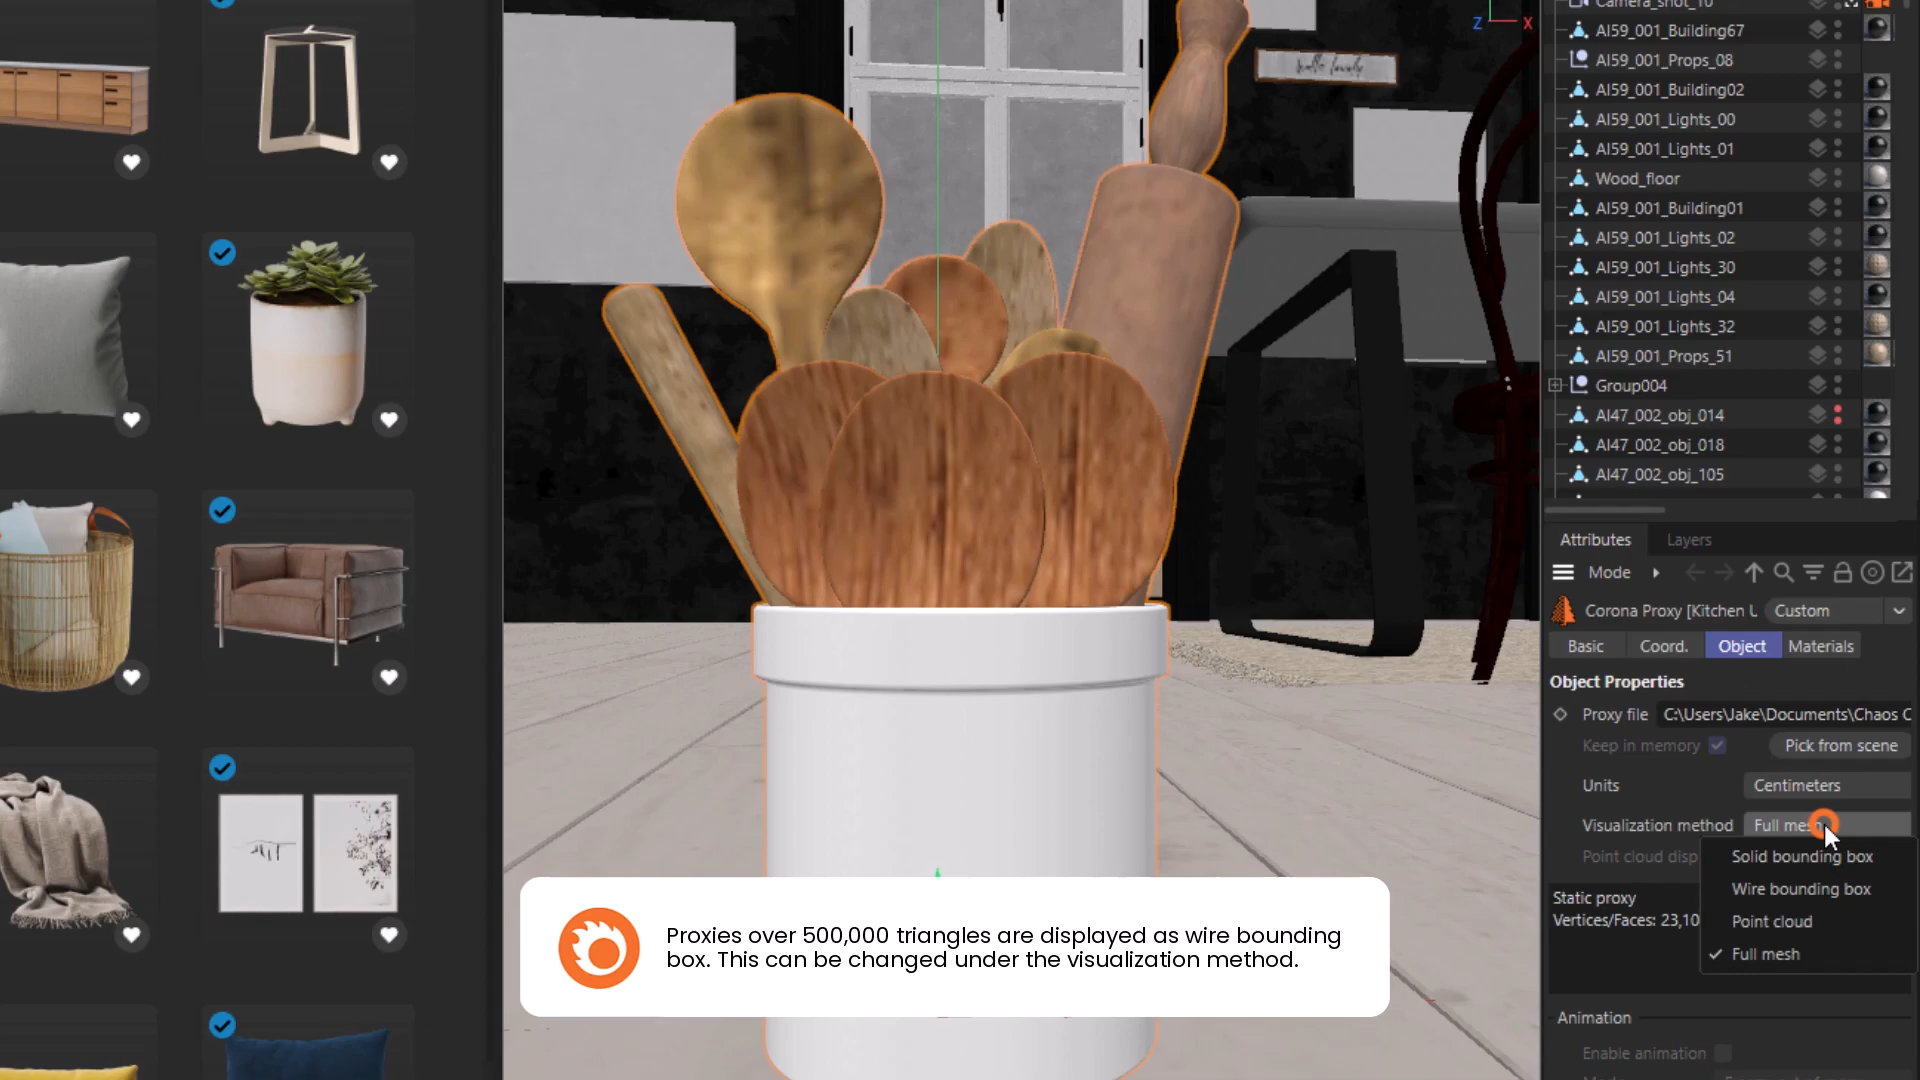 Z
X
Camera_shot_10
AI59_001_Building67
AI59_001_Props_08
AI59_001_Building02
AI59_001_Lights_00
AI59_001_Lights_01
Wood_floor
AI59_001_Building01
AI59_001_Lights_02
AI59_001_Lights_30
AI59_001_Lights_04
AI59_001_Lights_32
AI59_001_Props_51
Group004
AI47_002_obj_014
AI47_002_obj_018
AI47_002_obj_105
Attributes Layers
Mode
Corona Proxy [Kitchen U Custom
Basic Coord. Object Materials
Object Properties
Proxy file C:\Users\Jake\Documents\Chaos C
Keep in memory Pick from scene
Units Centimeters
Visualization method Full mesh
Point cloud disp
Solid bounding box
Wire bounding box
Point cloud
Full mesh
Static proxy
Vertices/Faces: 23,10
Animation
Enable animation
Proxies over 500,000 triangles are displayed as wire bounding
box. This can be changed under the visualization method.